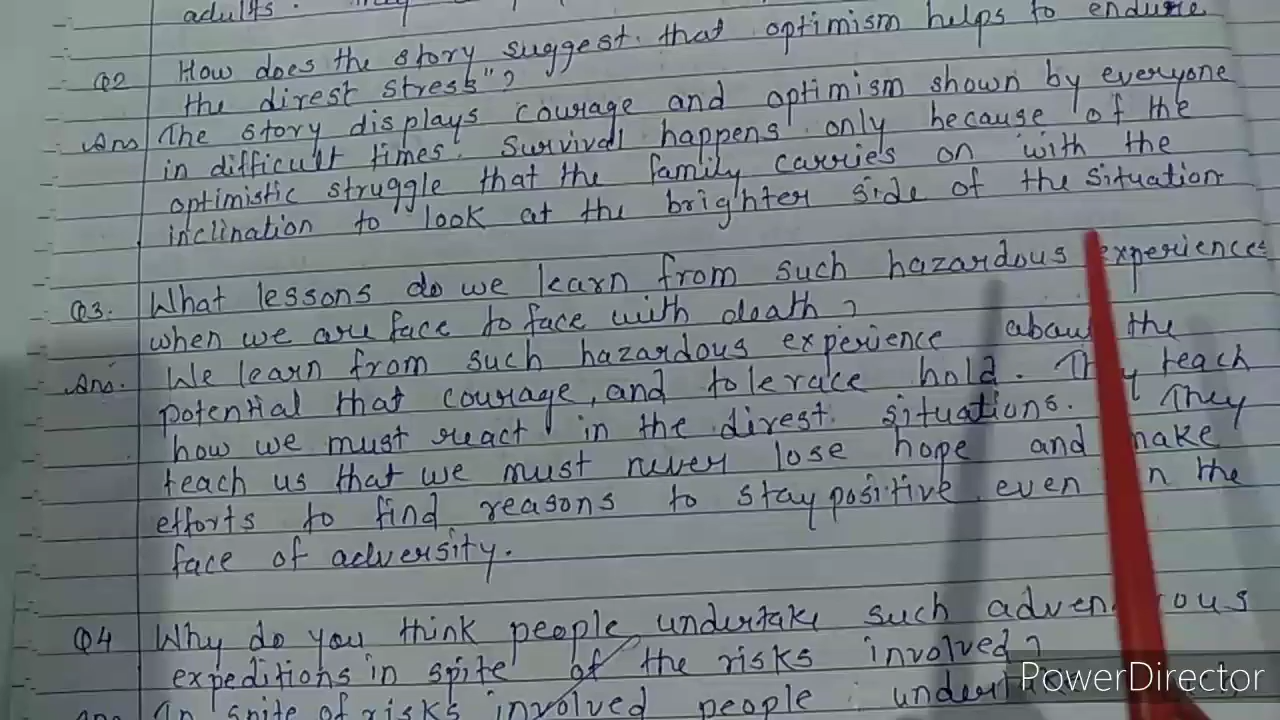 adults.
Q2 How does the story suggest. that optimism helps to endure
the direst stress"?
Ans The story displays courage and optimism shown by everyone
in difficult times. Survival happens only because of the
optimistic struggle that the family carries on with the
inclination to look at the brighter side of the situation
Q3. What lessons do we learn from such hazardous experiences
when we are face to face with death?
Ans. We learn from such hazardous experience about the
potential that courage, and tolerace hold. They teach
how we must react in the direst situations. They
teach us that we must never lose hope and make
efforts to find reasons to stay positive even in the
face of adversity.
Q4 Why do you think people undertake such adventurous
expeditions in spite of the risks involved?
Ans In spite of risks involved people
PowerDirector